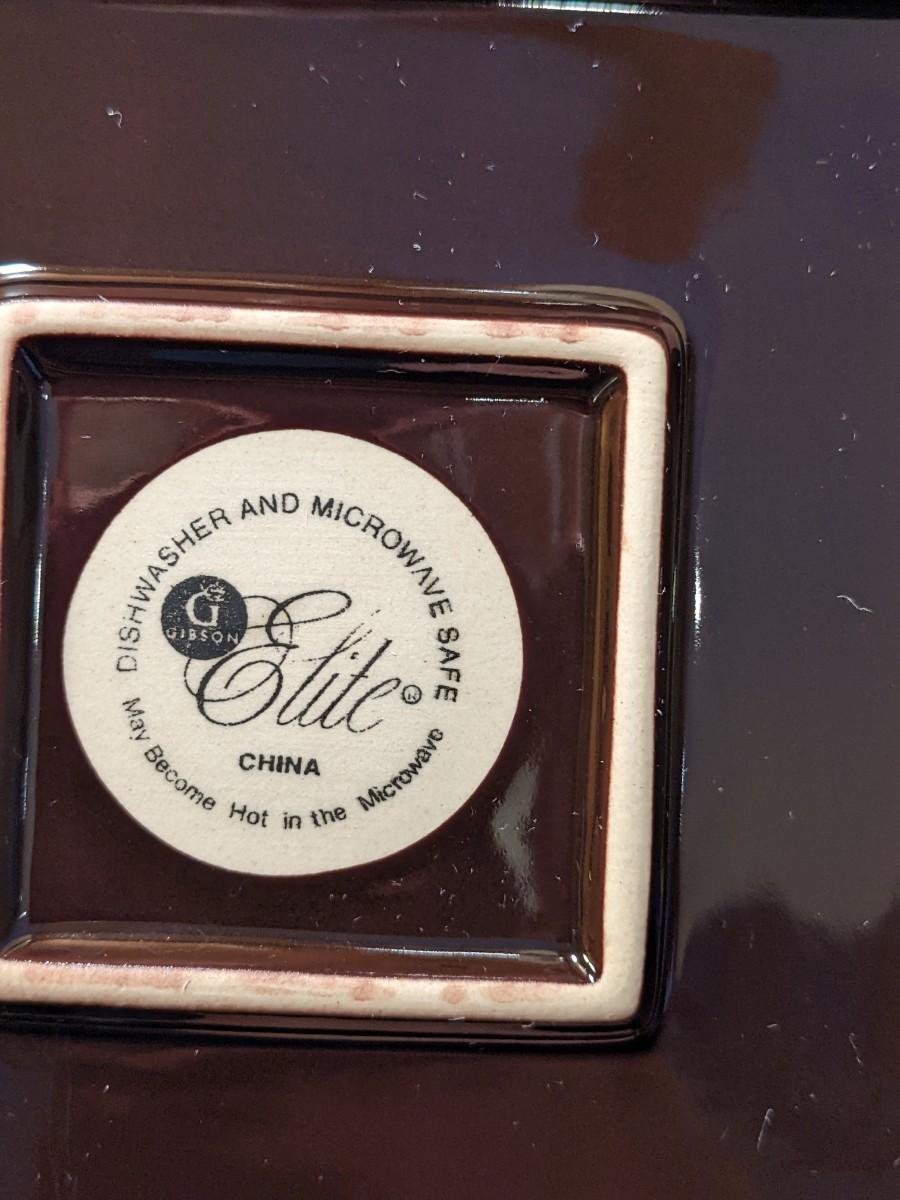 DISHWASHER AND MICROWAVE SAFE
G
GIBSON
Elite®
CHINA
May Become Hot in the Microwave